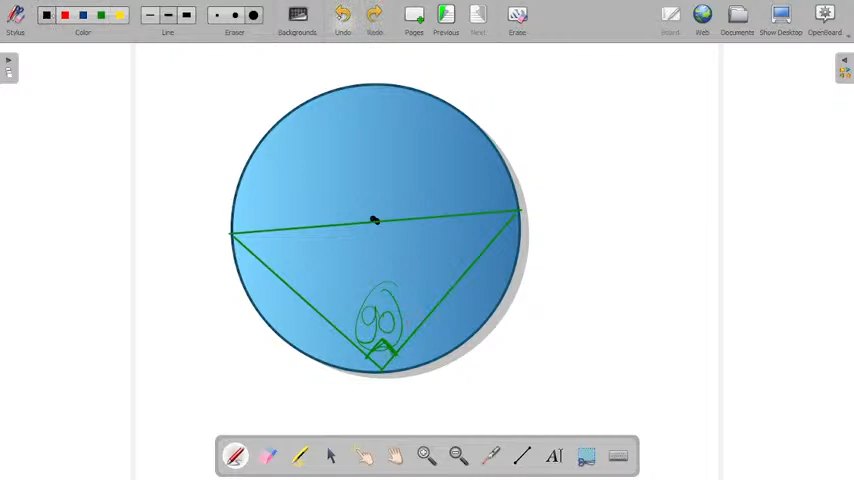 Stylus
Color
Line
Eraser
Backgrounds
Undo
Redo
Pages
Previous
Next
Erase
Board
Web
Documents
Show Desktop
OpenBoard
90
A